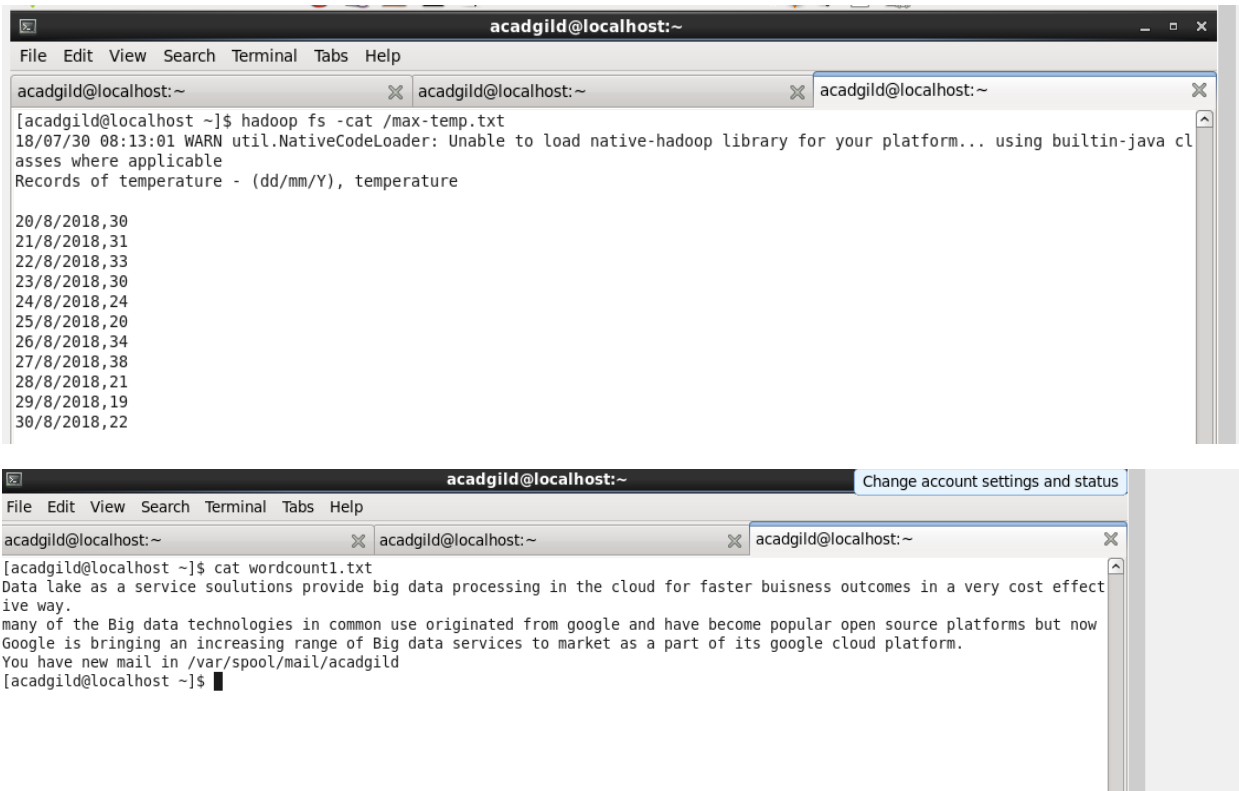 acadgild@localhost:~
File Edit View Search Terminal Tabs Help
acadgild@localhost:~ acadgild@localhost:~ acadgild@localhost:~
[acadgild@localhost ~]$ hadoop fs -cat /max-temp.txt
18/07/30 08:13:01 WARN util.NativeCodeLoader: Unable to load native-hadoop library for your platform... using builtin-java cl
asses where applicable
Records of temperature - (dd/mm/Y), temperature
20/8/2018,30
21/8/2018,31
22/8/2018,33
23/8/2018,30
24/8/2018,24
25/8/2018,20
26/8/2018,34
27/8/2018,38
28/8/2018,21
29/8/2018,19
30/8/2018,22
acadgild@localhost:~ Change account settings and status
File Edit View Search Terminal Tabs Help
acadgild@localhost:~ acadgild@localhost:~ acadgild@localhost:~
[acadgild@localhost ~]$ cat wordcount1.txt
Data lake as a service soulutions provide big data processing in the cloud for faster buisness outcomes in a very cost effect
ive way.
many of the Big data technologies in common use originated from google and have become popular open source platforms but now
Google is bringing an increasing range of Big data services to market as a part of its google cloud platform.
You have new mail in /var/spool/mail/acadgild
[acadgild@localhost ~]$